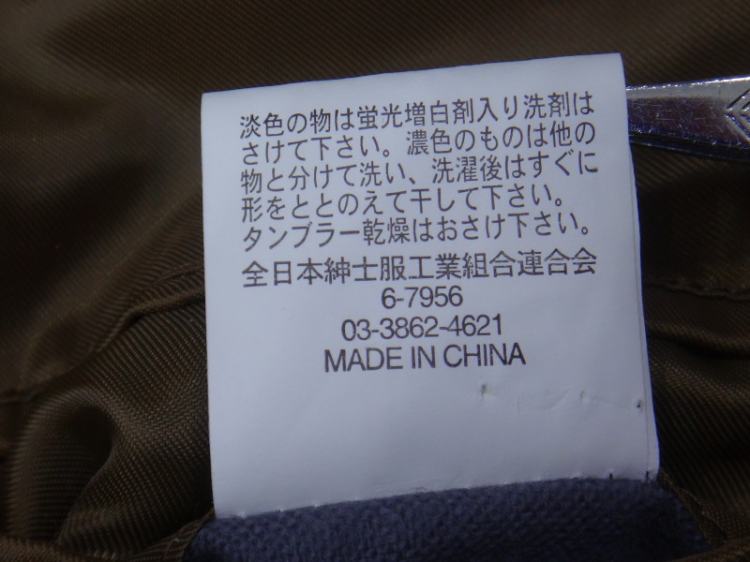 淡色の物は蛍光増白剤入り洗剤は
さけて下さい。濃色のものは他の
物と分けて洗い、洗濯後はすぐに
形をととのえて干して下さい。
タンブラー乾燥はおさけ下さい。
全日本紳士服工業組合連合会
6-7956
03-3862-4621
MADE IN CHINA